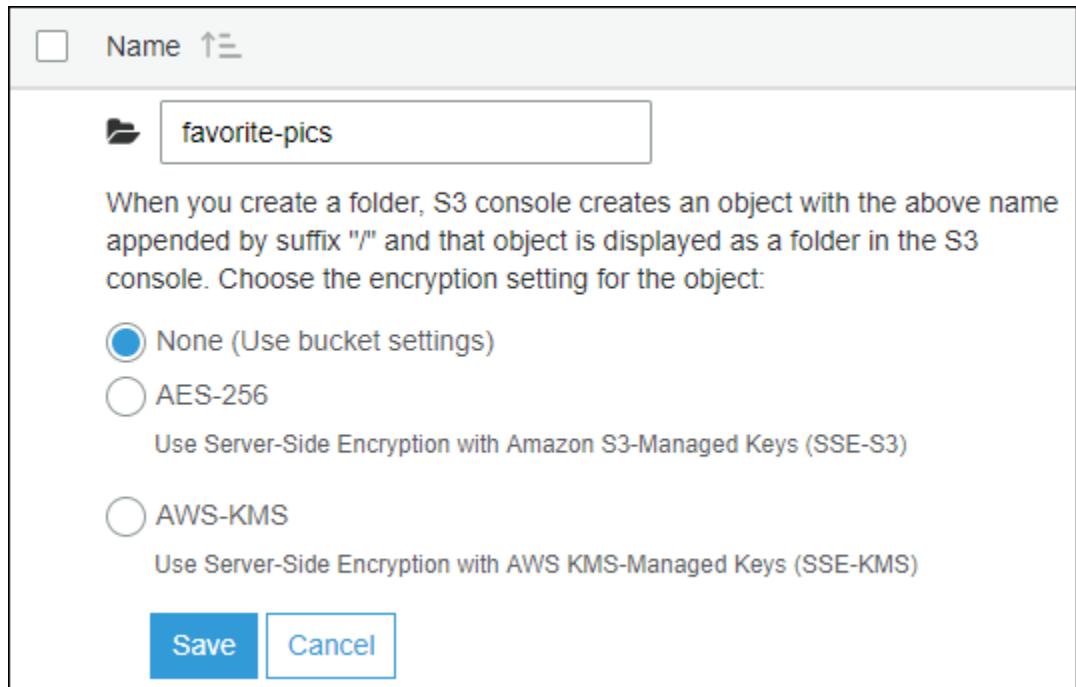 Name
favorite-pics
When you create a folder, S3 console creates an object with the above name
appended by suffix "/" and that object is displayed as a folder in the S3
console. Choose the encryption setting for the object:
None (Use bucket settings)
AES-256
Use Server-Side Encryption with Amazon S3-Managed Keys (SSE-S3)
AWS-KMS
Use Server-Side Encryption with AWS KMS-Managed Keys (SSE-KMS)
Save Cancel